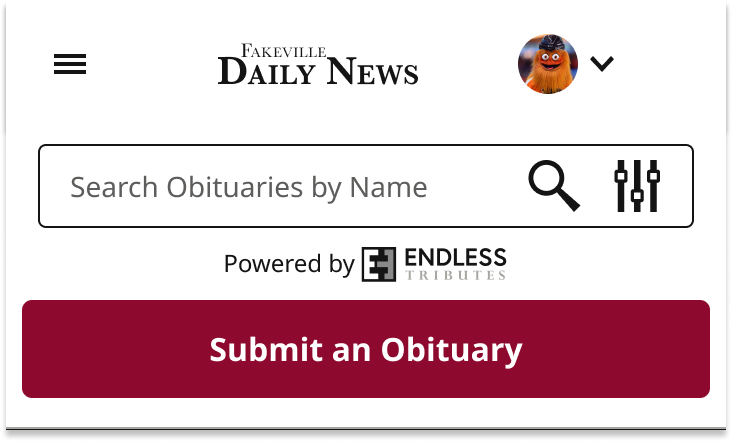 Fakeville
Daily News
Search Obituaries by Name
Powered by ENDLESS
TRIBUTES
Submit an Obituary